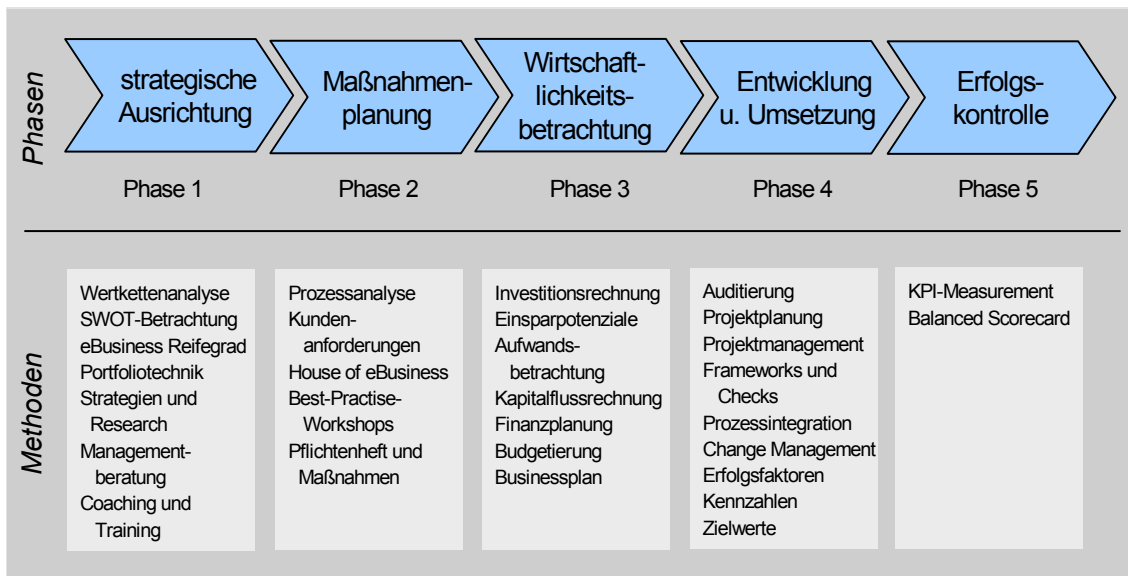 Phasen
strategische
Ausrichtung
Maßnahmen-
planung
Wirtschaft-
lichkeits-
betrachtung
Entwicklung
u. Umsetzung
Erfolgs-
kontrolle
Phase 1
Phase 2
Phase 3
Phase 4
Phase 5
Methoden
Wertkettenanalyse
SWOT-Betrachtung
eBusiness Reifegrad
Portfoliotechnik
Strategien und
Research
Management-
beratung
Coaching und
Training
Prozessanalyse
Kunden-
anforderungen
House of eBusiness
Best-Practise-
Workshops
Pflichtenheft und
Maßnahmen
Investitionsrechnung
Einsparpotenziale
Aufwands-
betrachtung
Kapitalflussrechnung
Finanzplanung
Budgetierung
Businessplan
Auditierung
Projektplanung
Projektmanagement
Frameworks und
Checks
Prozessintegration
Change Management
Erfolgsfaktoren
Kennzahlen
Zielwerte
KPI-Measurement
Balanced Scorecard